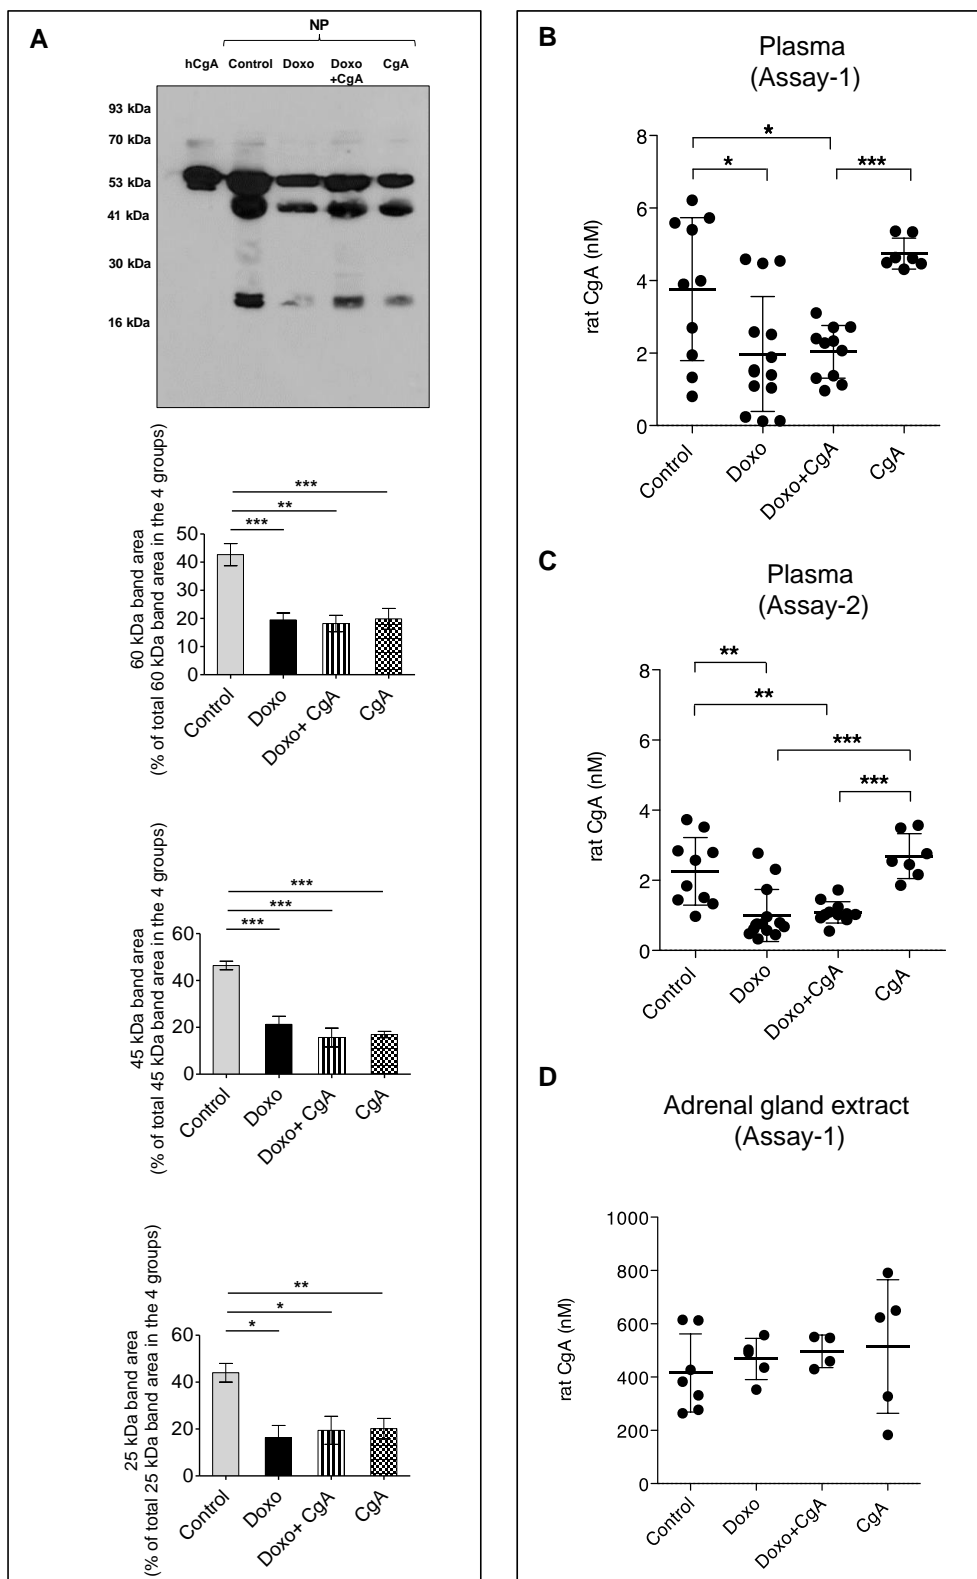 A
NP
hCgA Control Doxo Doxo CgA
+CgA
93 kDa
70 kDa
53 kDa
41 kDa
30 kDa
16 kDa
***
**
***
60 kDa band area
(% of total 60 kDa band area in the 4 groups)
50
40
30
20
10
0
Control
Doxo
Doxo+ CgA
CgA
***
***
***
45 kDa band area
(% of total 45 kDa band area in the 4 groups)
60
40
20
0
Control
Doxo
Doxo+ CgA
CgA
**
*
*
25 kDa band area
(% of total 25 kDa band area in the 4 groups)
60
40
20
0
Control
Doxo
Doxo+ CgA
CgA
B
Plasma
(Assay-1)
*
*
***
rat CgA (nM)
8
6
4
2
0
Control
Doxo
Doxo+CgA
CgA
C
Plasma
(Assay-2)
**
**
***
***
rat CgA (nM)
8
6
4
2
0
Control
Doxo
Doxo+CgA
CgA
D
Adrenal gland extract
(Assay-1)
rat CgA (nM)
1000
800
600
400
200
0
Control
Doxo
Doxo+CgA
CgA